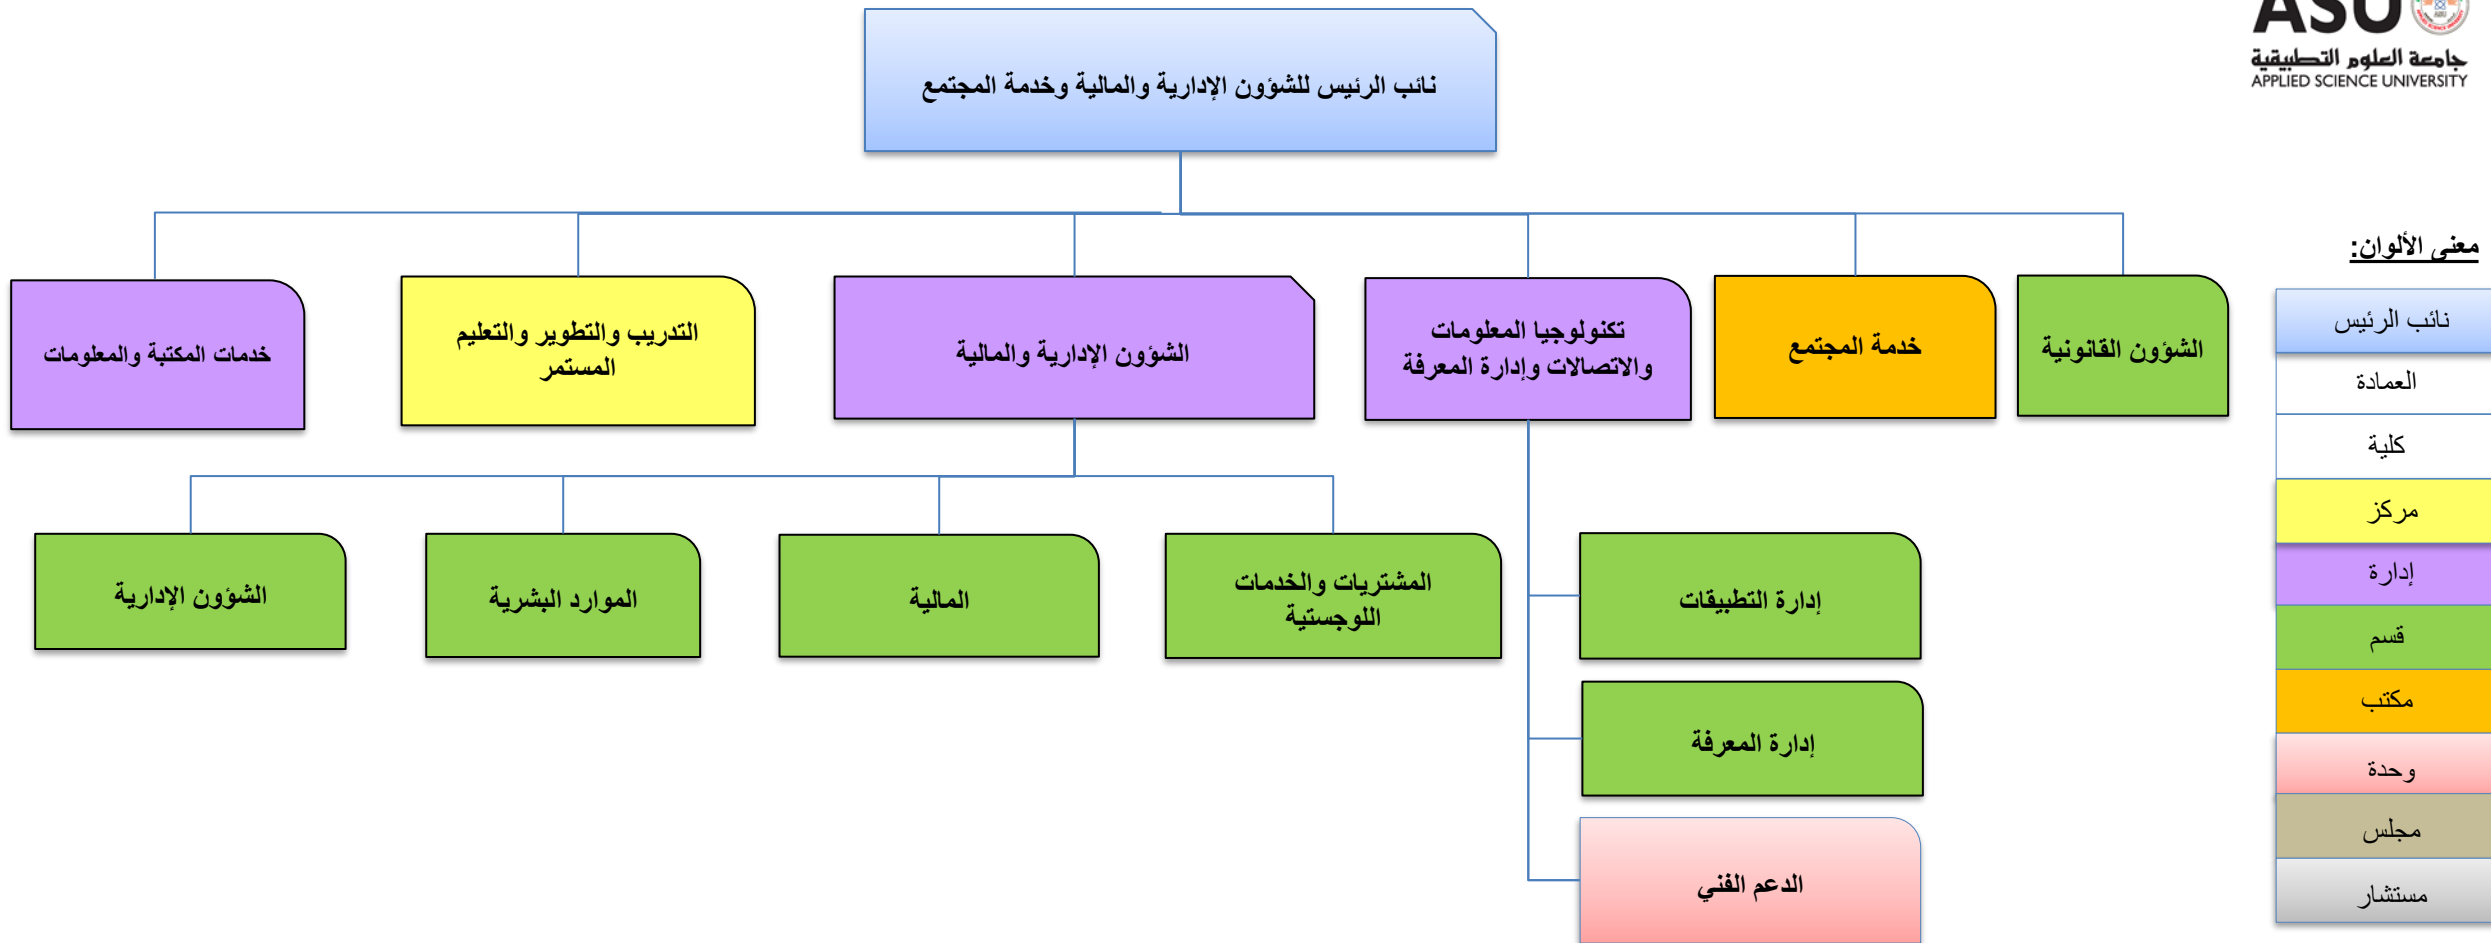 ASU
جامعة العلوم التطبيقية
APPLIED SCIENCE UNIVERSITY
نائب الرئيس للشؤون الإدارية والمالية وخدمة المجتمع
الشؤون القانونية
خدمة المجتمع
تكنولوجيا المعلومات
والاتصالات وإدارة المعرفة
الشؤون الإدارية والمالية
التدريب والتطوير والتعليم
المستمر
خدمات المكتبة والمعلومات
المشتريات والخدمات
اللوجستية
المالية
الموارد البشرية
الشؤون الإدارية
إدارة التطبيقات
إدارة المعرفة
الدعم الفني
معنى الألوان:
نائب الرئيس
العمادة
كلية
مركز
إدارة
قسم
مكتب
وحدة
مجلس
مستشار